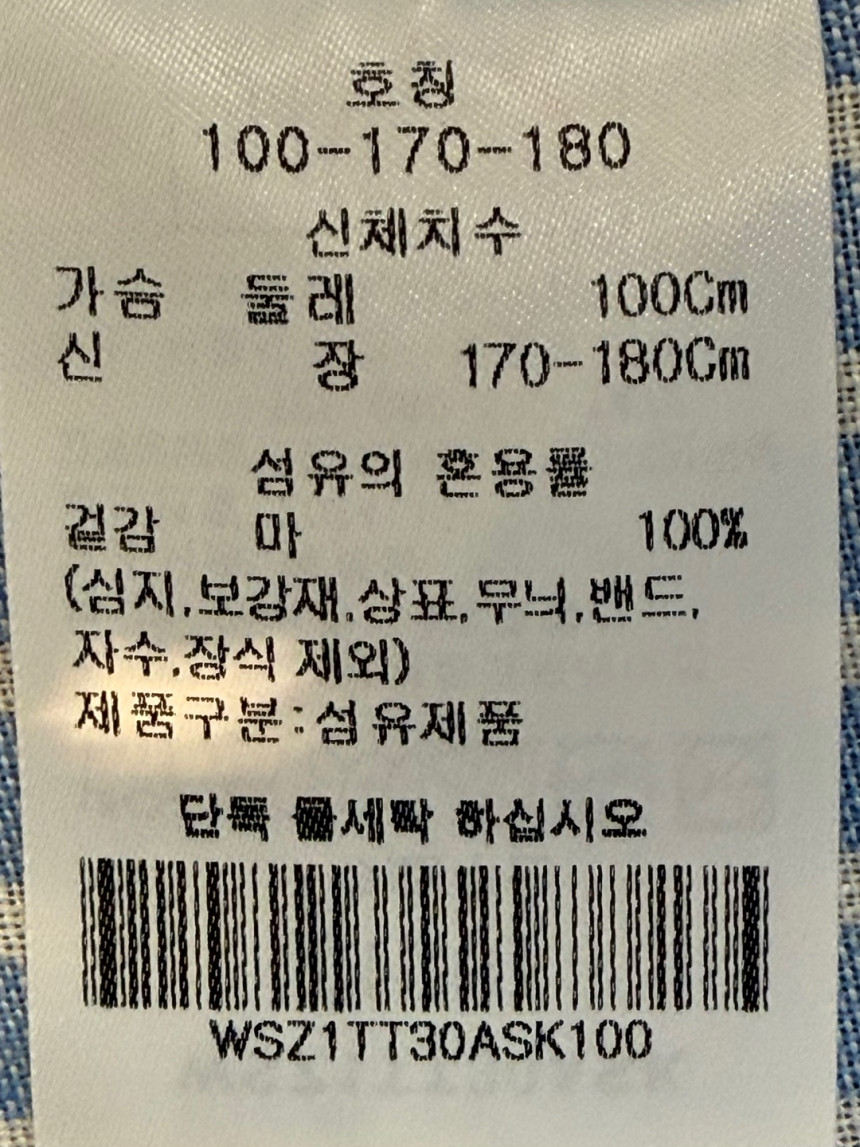 호칭
100-170-180
신체치수
가슴 둘레 100Cm
신 장 170-180Cm
섬유의 혼용률
겉감 마 100%
(심지,보강재,상표,무늬,밴드,
자수,장식 제외)
제품구분:섬유제품
단독 물세탁 하십시오
WSZ1TT30ASK100